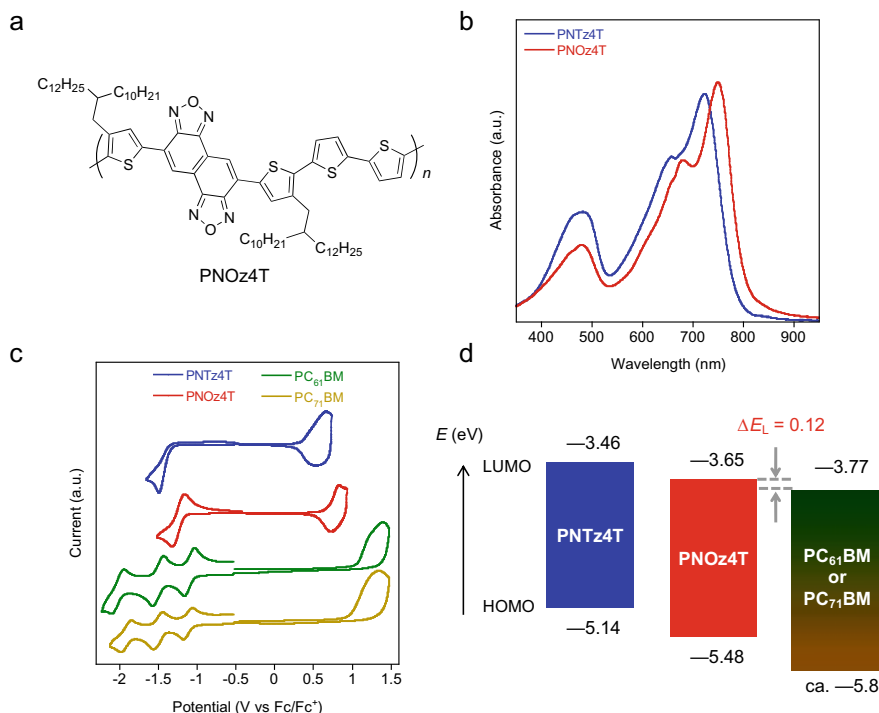 a
C₁₂H₂₅
C₁₀H₂₁
N O N
S
S
S
S
n
N O N
C₁₀H₂₁
C₁₂H₂₅
PNOz4T
b
PNTz4T
PNOz4T
Absorbance (a.u.)
400 500 600 700 800 900
Wavelength (nm)
c
PNTz4T PC₆₁BM
PNOz4T PC₇₁BM
Current (a.u.)
-2 -1.5 -1 -0.5 0 0.5 1 1.5
Potential (V vs Fc/Fc⁺)
d
E (eV)
LUMO
HOMO
—3.46
PNTz4T
—5.14
ΔE_L = 0.12
—3.65
PNOz4T
—5.48
—3.77
PC₆₁BM
or
PC₇₁BM
ca. —5.8